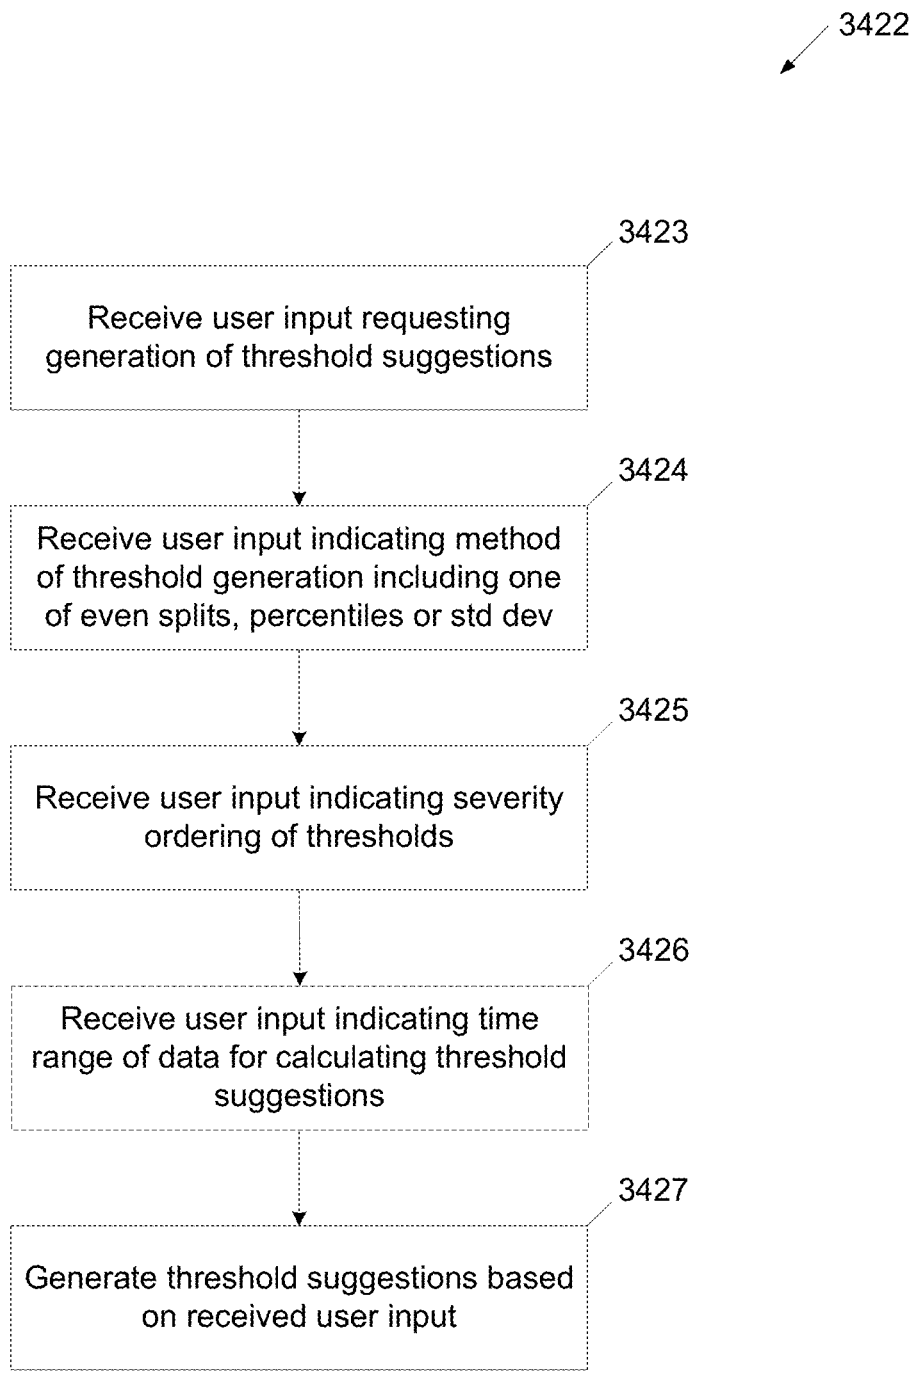 3422
3423
Receive user input requesting
generation of threshold suggestions
3424
Receive user input indicating method
of threshold generation including one
of even splits, percentiles or std dev
3425
Receive user input indicating severity
ordering of thresholds
3426
Receive user input indicating time
range of data for calculating threshold
suggestions
3427
Generate threshold suggestions based
on received user input